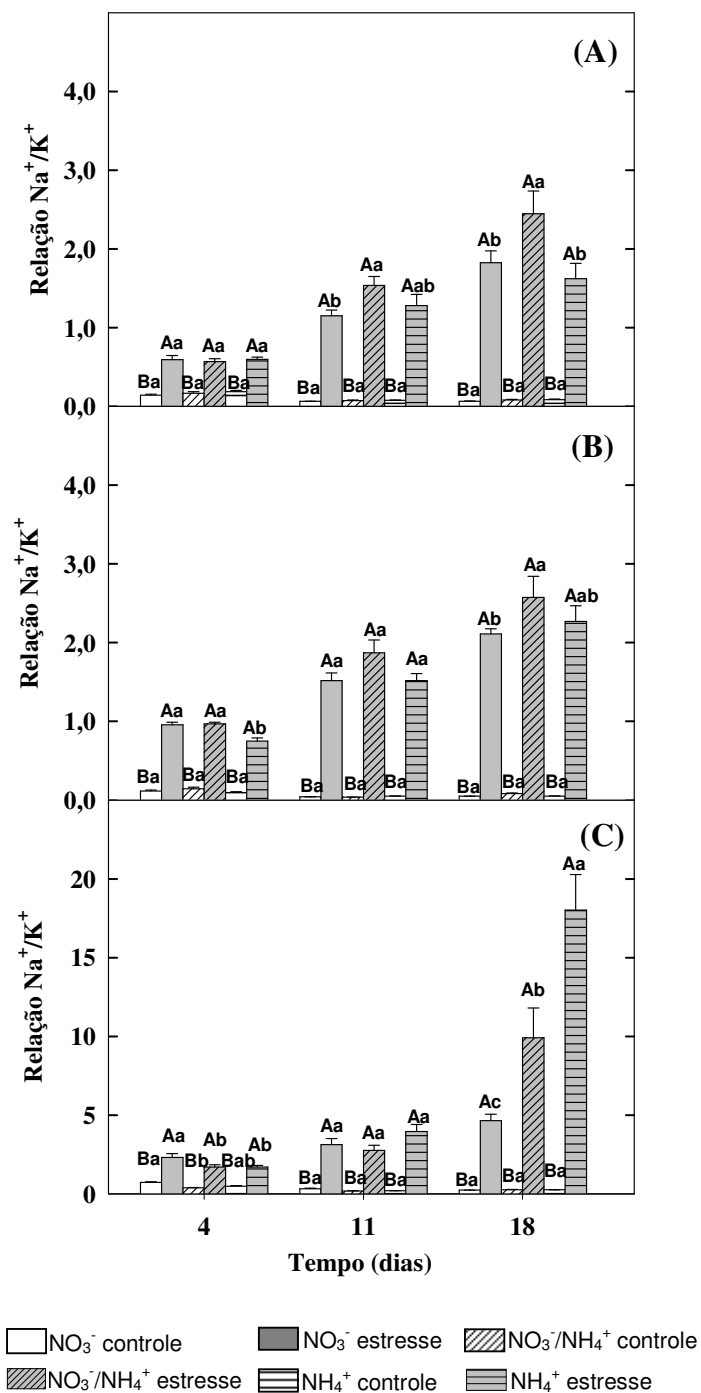 (A)
Relação Na⁺/K⁺
4,0
3,0
2,0
1,0
0,0
Ba Aa Ba Aa Ba Aa
Ba Ab Ba Aa Ba Aab
Ba Ab Ba Aa Ba Ab
(B)
Relação Na⁺/K⁺
4,0
3,0
2,0
1,0
0,0
Ba Aa Ba Aa Ba Ab
Ba Aa Ba Aa Ba Aa
Ba Ab Ba Aa Ba Aab
(C)
Relação Na⁺/K⁺
20
15
10
5
0
Ba Aa Bb Ab Bab Ab
Ba Aa Ba Aa Ba Aa
Ba Ac Ba Ab Ba Aa
4 11 18
Tempo (dias)
NO₃⁻ controle NO₃⁻ estresse NO₃⁻/NH₄⁺ controle
NO₃⁻/NH₄⁺ estresse NH₄⁺ controle NH₄⁺ estresse